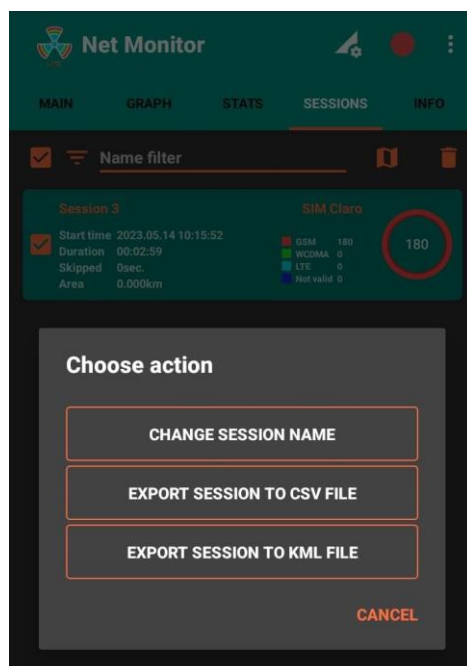 LTE
Net Monitor
MAIN GRAPH STATS SESSIONS INFO
Name filter
Session 3 SIM Claro
Start time 2023.05.14 10:15:52
Duration 00:02:59
Skipped 0sec.
Area 0.000km
GSM 180
WCDMA 0
LTE 0
Not valid 0
180
Choose action
CHANGE SESSION NAME
EXPORT SESSION TO CSV FILE
EXPORT SESSION TO KML FILE
CANCEL